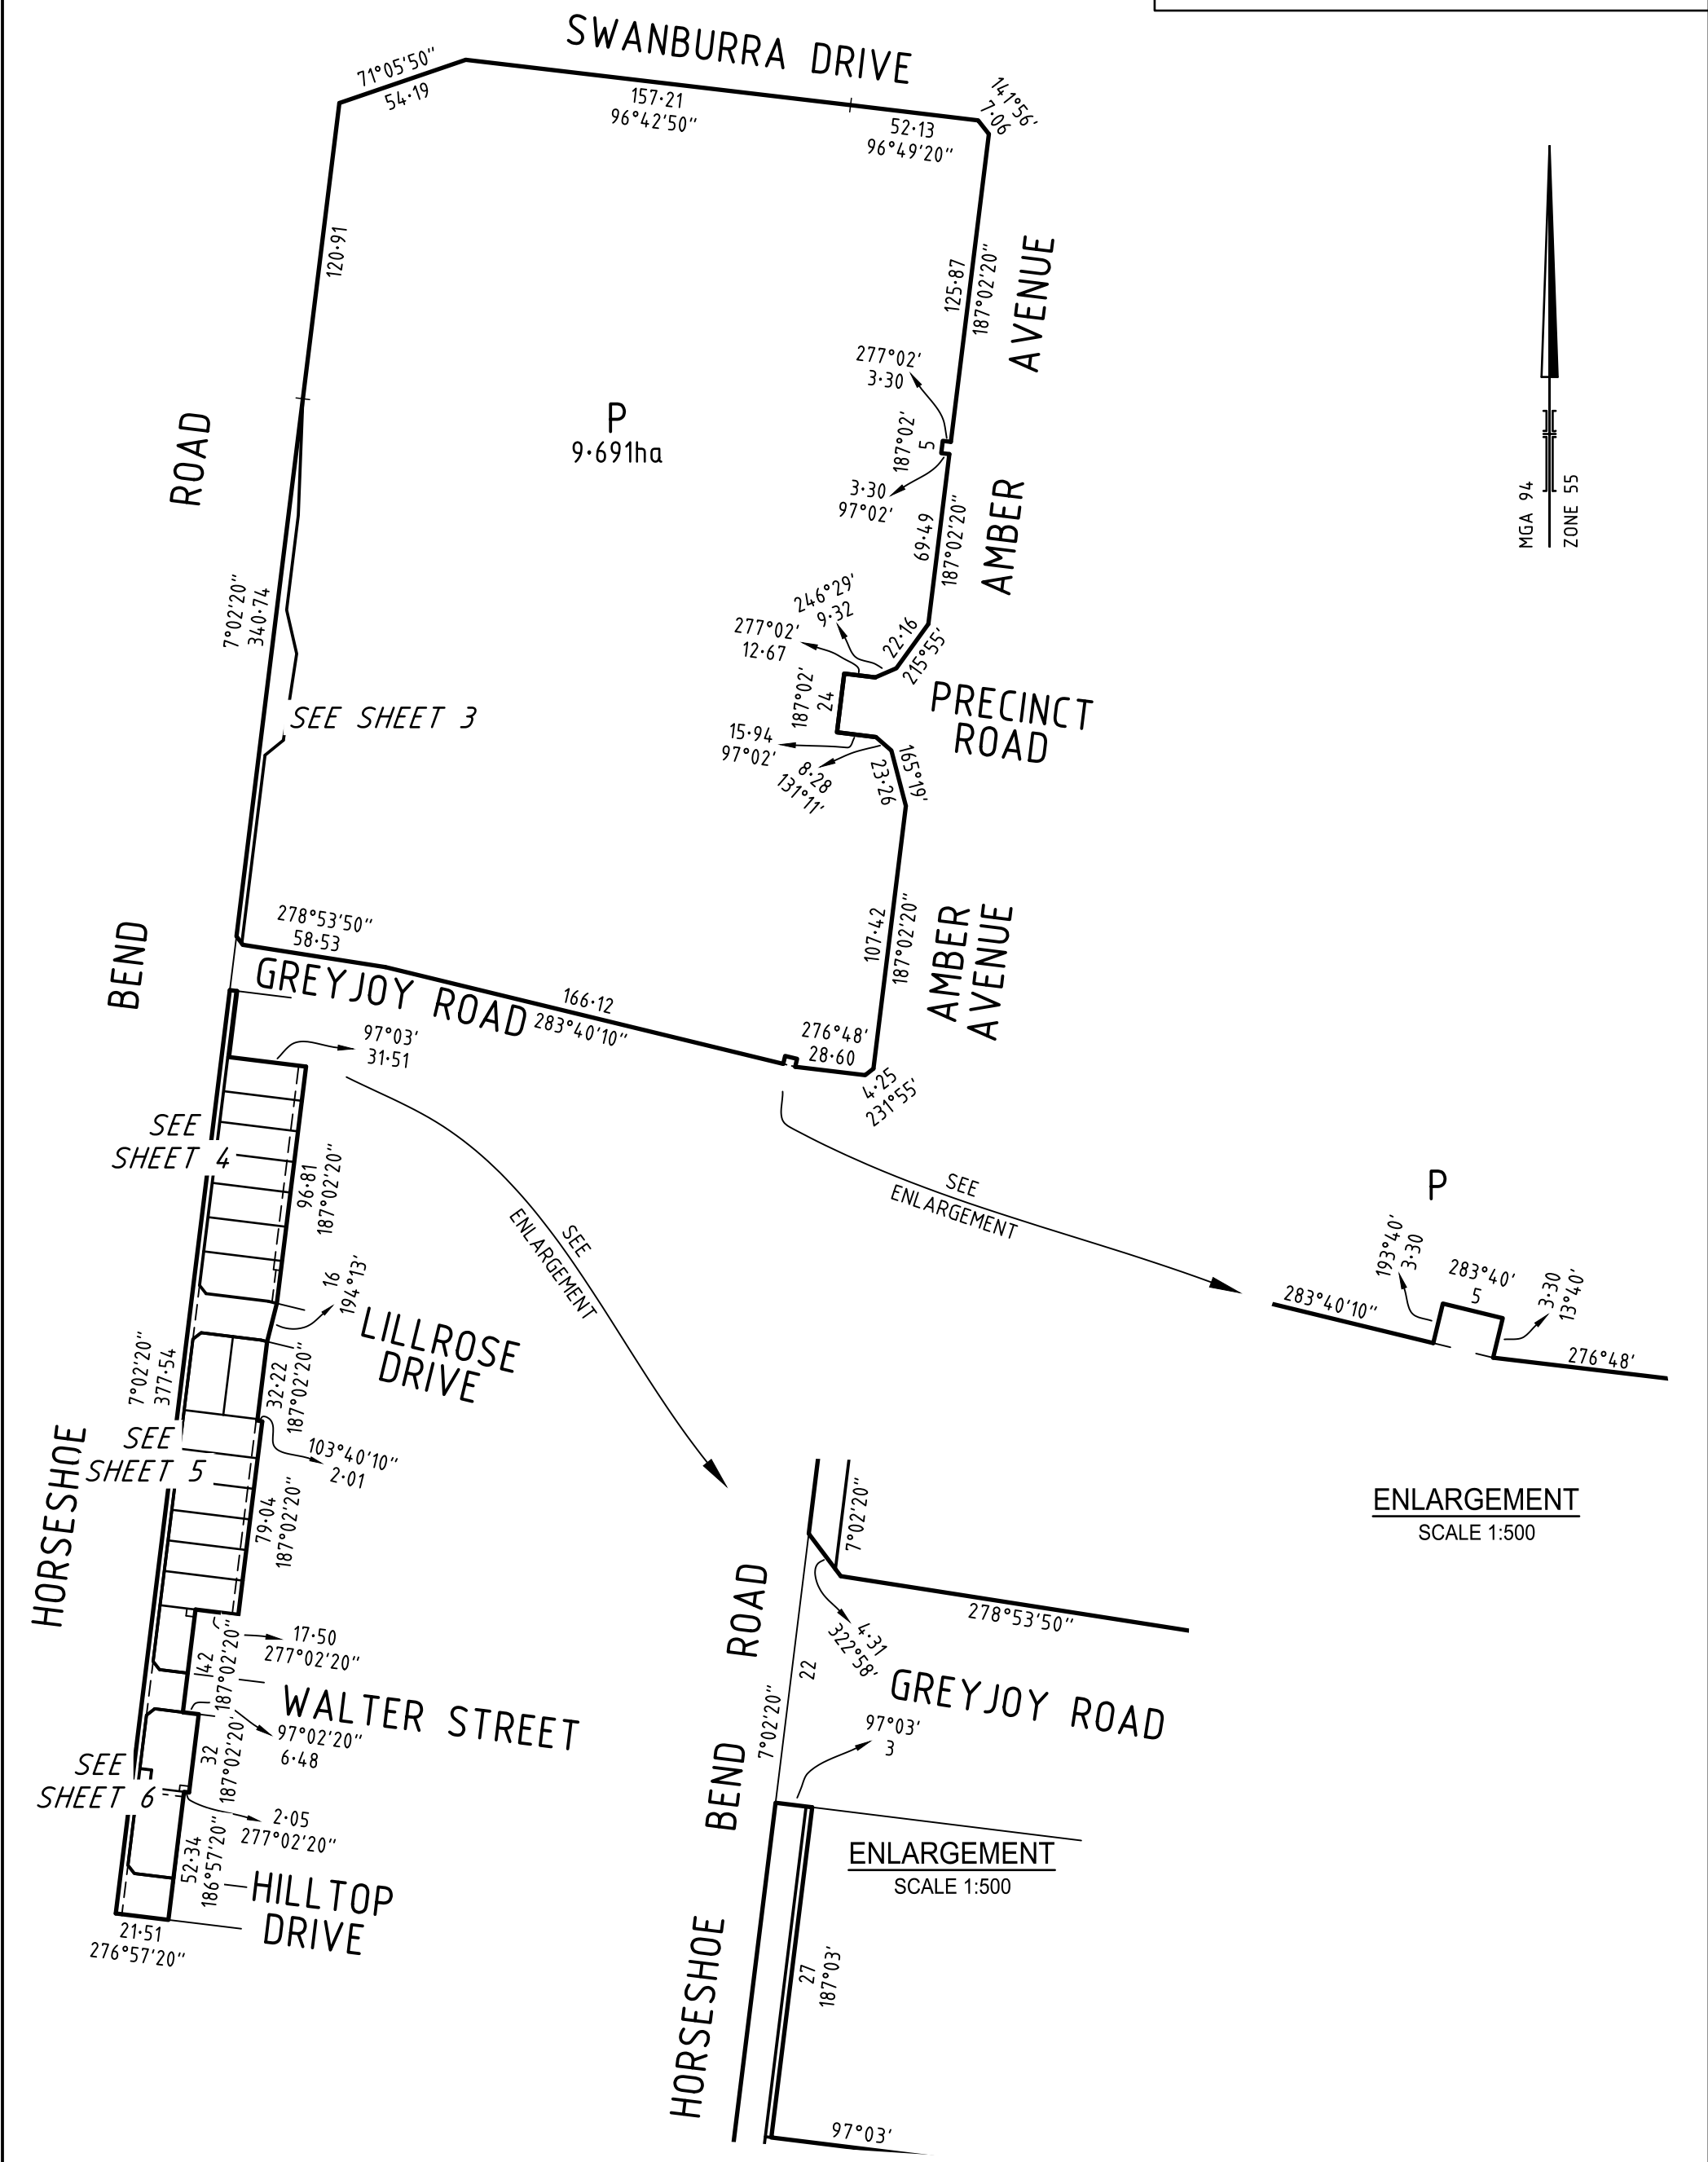 SWANBURRA DRIVE
71°05'50"
54·19
157·21
96°42'50"
52·13
96°49'20"
141°56'
7·06
120·91
125·87
187°02'20"
AVENUE
277°02'
3·30
187°02'
5
3·30
97°02'
P
9·691ha
ROAD
69·49
187°02'20"
AMBER
MGA 94
ZONE 55
7°02'20"
340·74
246°29'
9·32
277°02'
12·67
22·16
215°55'
187°02'
24
PRECINCT
ROAD
SEE SHEET 3
15·94
97°02'
8·28
131°11'
165°19'
23·26
107·42
187°02'20"
AMBER
AVENUE
BEND
278°53'50"
58·53
GREYJOY ROAD
166·12
283°40'10"
276°48'
28·60
4·25
231°55'
97°03'
31·51
SEE
SHEET 4
96·81
187°02'20"
SEE
ENLARGEMENT
SEE
ENLARGEMENT
P
193°40'
3·30
283°40'
5
3·30
13°40'
283°40'10"
276°48'
ENLARGEMENT
SCALE 1:500
16
194°13'
LILLROSE
DRIVE
7°02'20"
377·54
32·22
187°02'20"
SEE
SHEET 5
103°40'10"
2·01
HORSESHOE
79·04
187°02'20"
17·50
277°02'20"
42
187°02'20"
WALTER STREET
97°02'20"
6·48
32
187°02'20"
SEE
SHEET 6
2·05
277°02'20"
52·34
186°57'20"
HILLTOP
DRIVE
21·51
276°57'20"
7°02'20"
ROAD
278°53'50"
4·31
322°58'
22
7°02'20"
GREYJOY ROAD
97°03'
3
BEND
ENLARGEMENT
SCALE 1:500
HORSESHOE
27
187°03'
97°03'